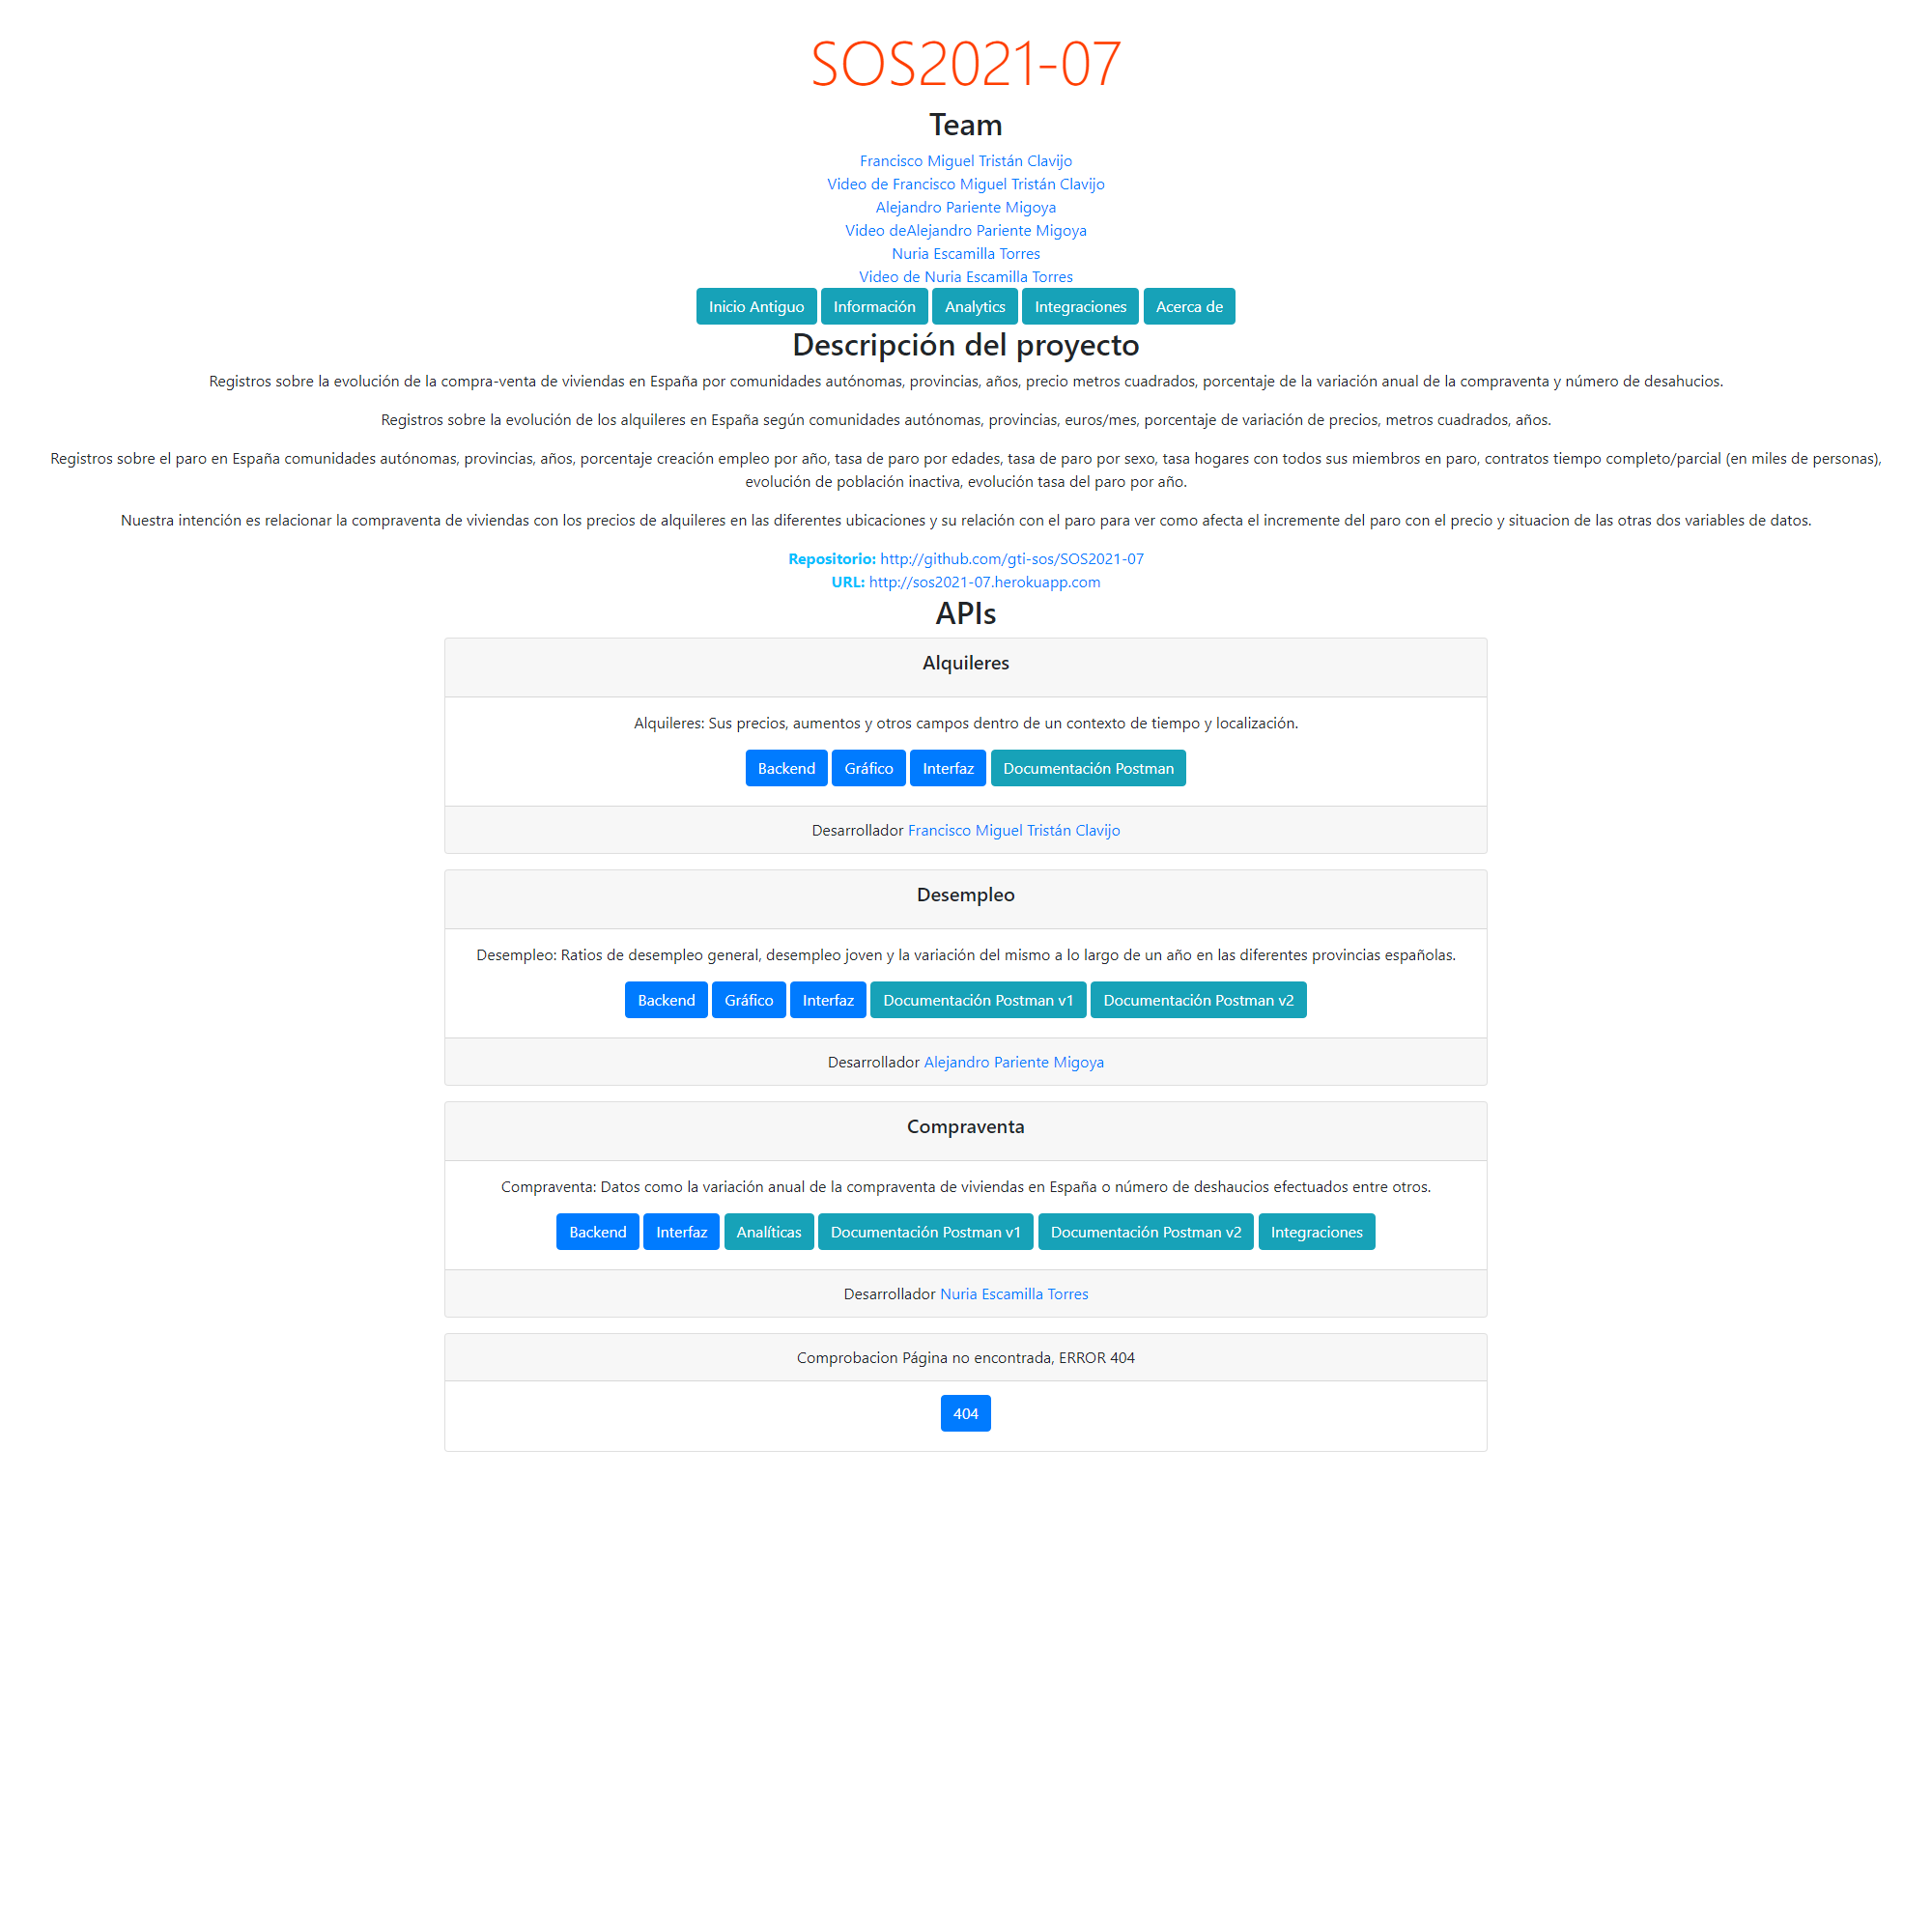 SOS2021-07
Team
Francisco Miguel Tristán Clavijo
Video de Francisco Miguel Tristán Clavijo
Alejandro Pariente Migoya
Video deAlejandro Pariente Migoya
Nuria Escamilla Torres
Video de Nuria Escamilla Torres
Inicio Antiguo Información Analytics Integraciones Acerca de
Descripción del proyecto
Registros sobre la evolución de la compra-venta de viviendas en España por comunidades autónomas, provincias, años, precio metros cuadrados, porcentaje de la variación anual de la compraventa y número de desahucios.
Registros sobre la evolución de los alquileres en España según comunidades autónomas, provincias, euros/mes, porcentaje de variación de precios, metros cuadrados, años.
Registros sobre el paro en España comunidades autónomas, provincias, años, porcentaje creación empleo por año, tasa de paro por edades, tasa de paro por sexo, tasa hogares con todos sus miembros en paro, contratos tiempo completo/parcial (en miles de personas),
evolución de población inactiva, evolución tasa del paro por año.
Nuestra intención es relacionar la compraventa de viviendas con los precios de alquileres en las diferentes ubicaciones y su relación con el paro para ver como afecta el incremente del paro con el precio y situacion de las otras dos variables de datos.
Repositorio: http://github.com/gti-sos/SOS2021-07
URL: http://sos2021-07.herokuapp.com
APIs
Alquileres
Alquileres: Sus precios, aumentos y otros campos dentro de un contexto de tiempo y localización.
Backend Gráfico Interfaz Documentación Postman
Desarrollador Francisco Miguel Tristán Clavijo
Desempleo
Desempleo: Ratios de desempleo general, desempleo joven y la variación del mismo a lo largo de un año en las diferentes provincias españolas.
Backend Gráfico Interfaz Documentación Postman v1 Documentación Postman v2
Desarrollador Alejandro Pariente Migoya
Compraventa
Compraventa: Datos como la variación anual de la compraventa de viviendas en España o número de deshaucios efectuados entre otros.
Backend Interfaz Analíticas Documentación Postman v1 Documentación Postman v2 Integraciones
Desarrollador Nuria Escamilla Torres
Comprobacion Página no encontrada, ERROR 404
404